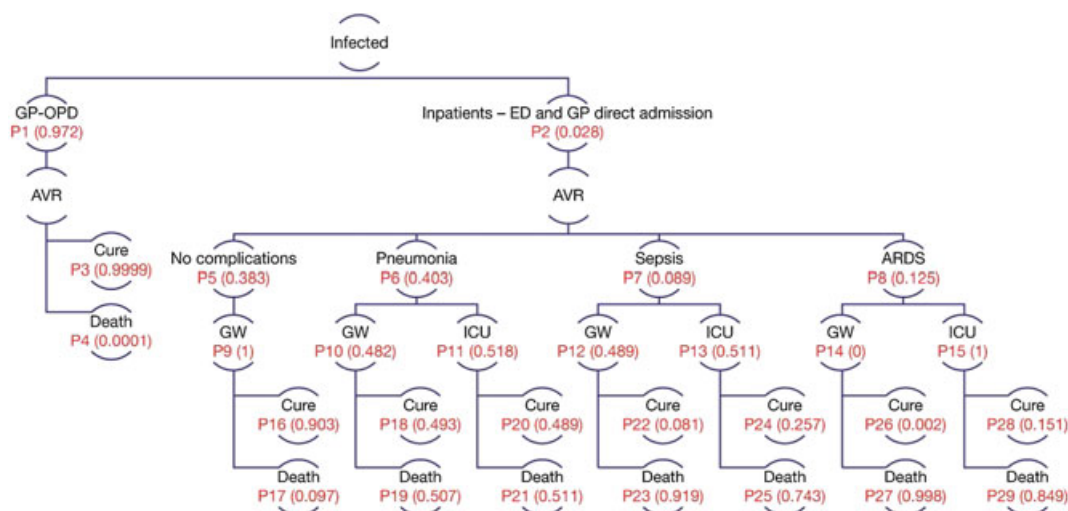 Infected
GP-OPD
P1 (0.972)
Inpatients – ED and GP direct admission
P2 (0.028)
AVR
AVR
Cure
P3 (0.9999)
Death
P4 (0.0001)
No complications
P5 (0.383)
Pneumonia
P6 (0.403)
Sepsis
P7 (0.089)
ARDS
P8 (0.125)
GW
P9 (1)
GW
P10 (0.482)
ICU
P11 (0.518)
GW
P12 (0.489)
ICU
P13 (0.511)
GW
P14 (0)
ICU
P15 (1)
Cure
P16 (0.903)
Cure
P18 (0.493)
Cure
P20 (0.489)
Cure
P22 (0.081)
Cure
P24 (0.257)
Cure
P26 (0.002)
Cure
P28 (0.151)
Death
P17 (0.097)
Death
P19 (0.507)
Death
P21 (0.511)
Death
P23 (0.919)
Death
P25 (0.743)
Death
P27 (0.998)
Death
P29 (0.849)